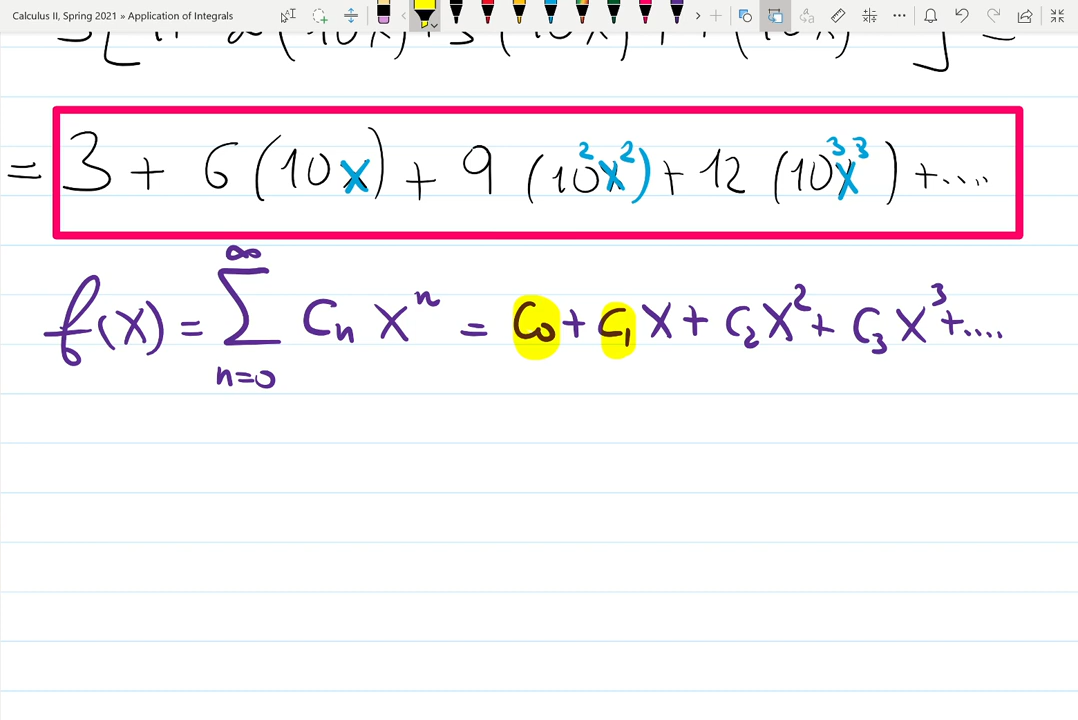 Calculus II, Spring 2021 » Application of Integrals
= 3 + 6 (10x) + 9 (10²x²) + 12 (10³x³) + ....
f(x) = ∑ₙ₌₀^∞ Cₙ xⁿ = C₀ + C₁ x + C₂ x² + C₃ x³ + ....